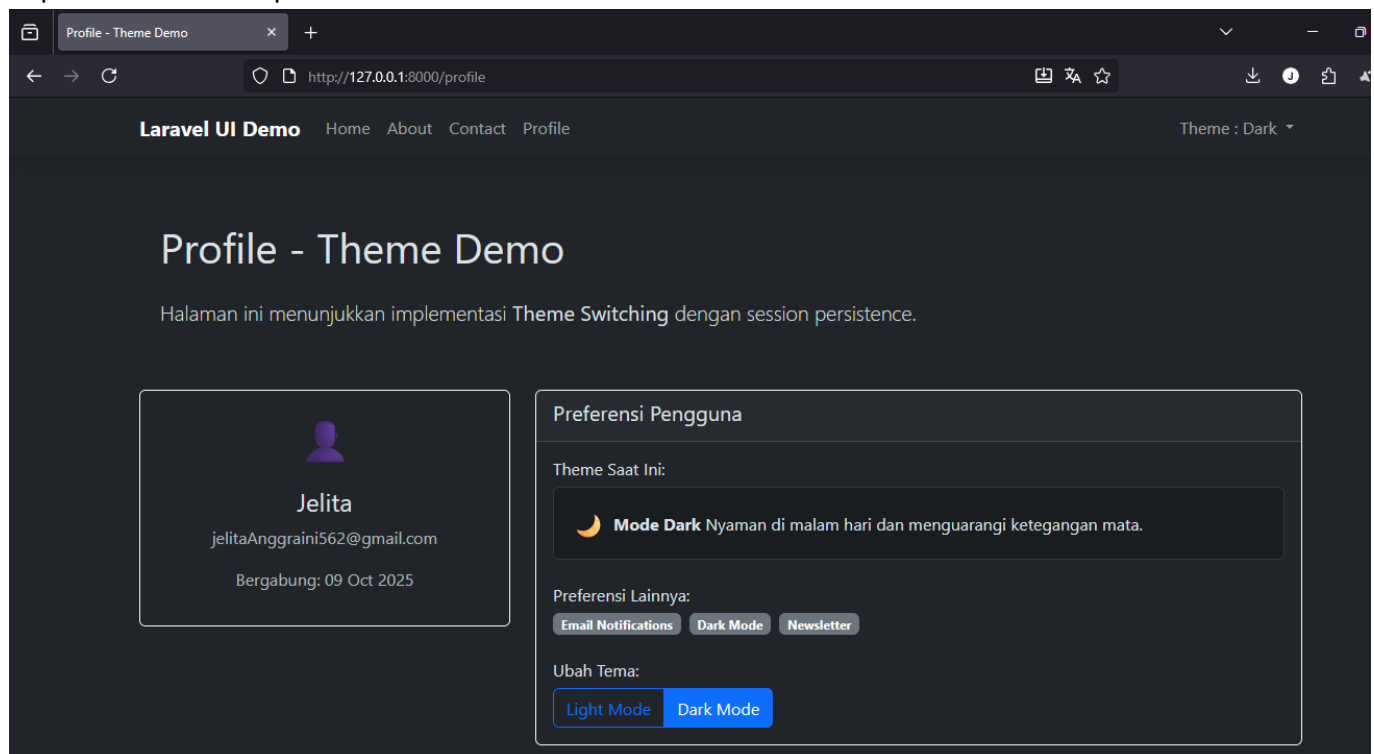 Profile - Theme Demo
http://127.0.0.1:8000/profile
Laravel UI Demo Home About Contact Profile Theme : Dark
Profile - Theme Demo
Halaman ini menunjukkan implementasi Theme Switching dengan session persistence.
Jelita
jelitaAnggraini562@gmail.com
Bergabung: 09 Oct 2025
Preferensi Pengguna
Theme Saat Ini:
Mode Dark Nyaman di malam hari dan menguarangi ketegangan mata.
Preferensi Lainnya:
Email Notifications Dark Mode Newsletter
Ubah Tema:
Light Mode Dark Mode